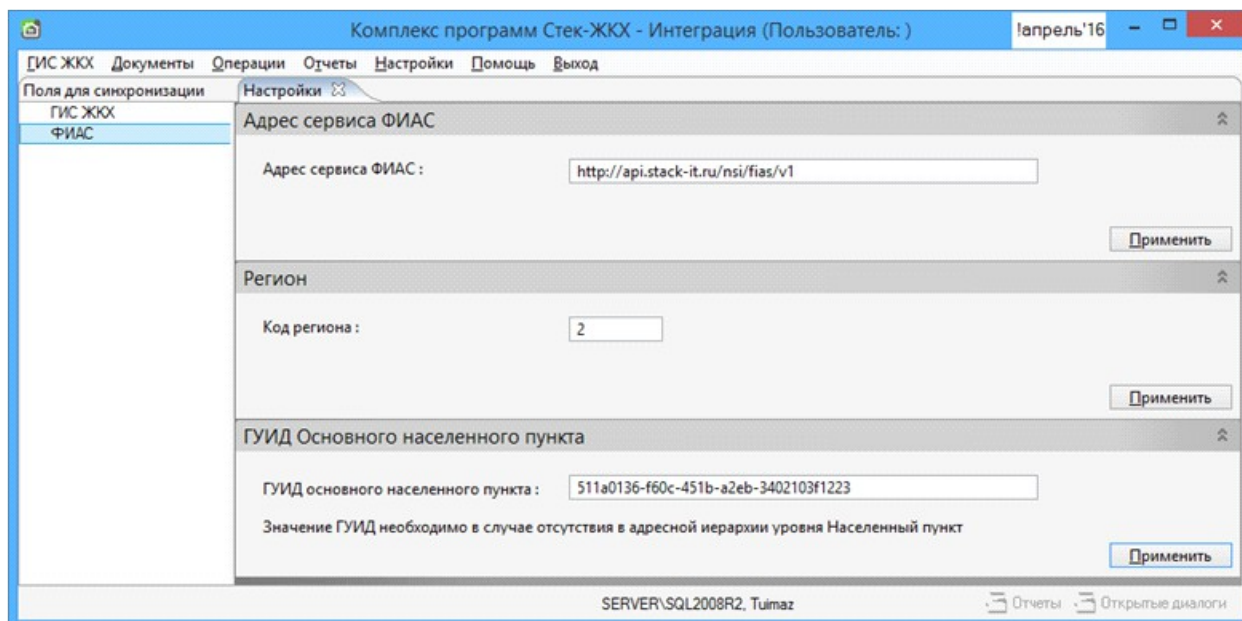 Комплекс программ Стек-ЖКХ - Интеграция (Пользователь: )
!апрель'16
ГИС ЖКХ Документы Операции Отчеты Настройки Помощь Выход
Поля для синхронизации
Настройки
ГИС ЖКХ
ФИАС
Адрес сервиса ФИАС
Адрес сервиса ФИАС :
http://api.stack-it.ru/nsi/fias/v1
Применить
Регион
Код региона :
2
Применить
ГУИД Основного населенного пункта
ГУИД основного населенного пункта :
511a0136-f60c-451b-a2eb-3402103f1223
Значение ГУИД необходимо в случае отсутствия в адресной иерархии уровня Населенный пункт
Применить
SERVER\SQL2008R2, Tuimaz
Отчеты
Открытые диалоги